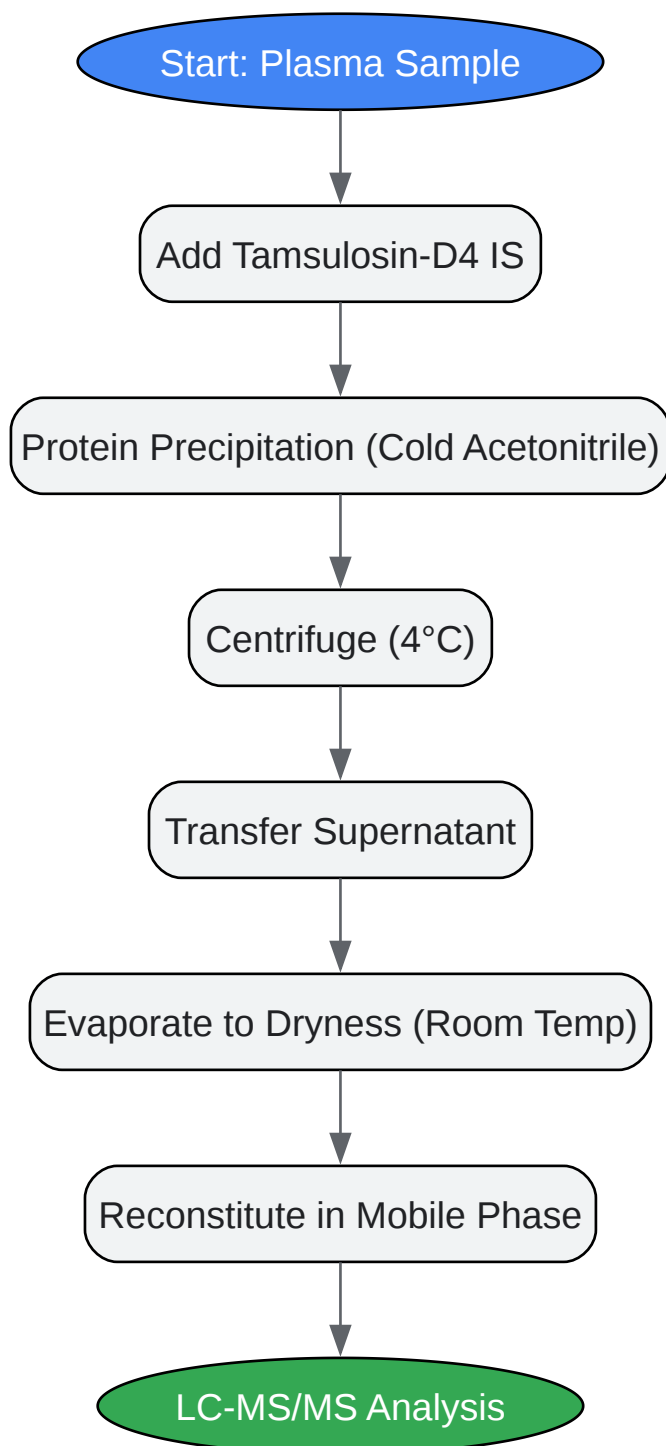 Start: Plasma Sample
Add Tamsulosin-D4 IS
Protein Precipitation (Cold Acetonitrile)
Centrifuge (4°C)
Transfer Supernatant
Evaporate to Dryness (Room Temp)
Reconstitute in Mobile Phase
LC-MS/MS Analysis